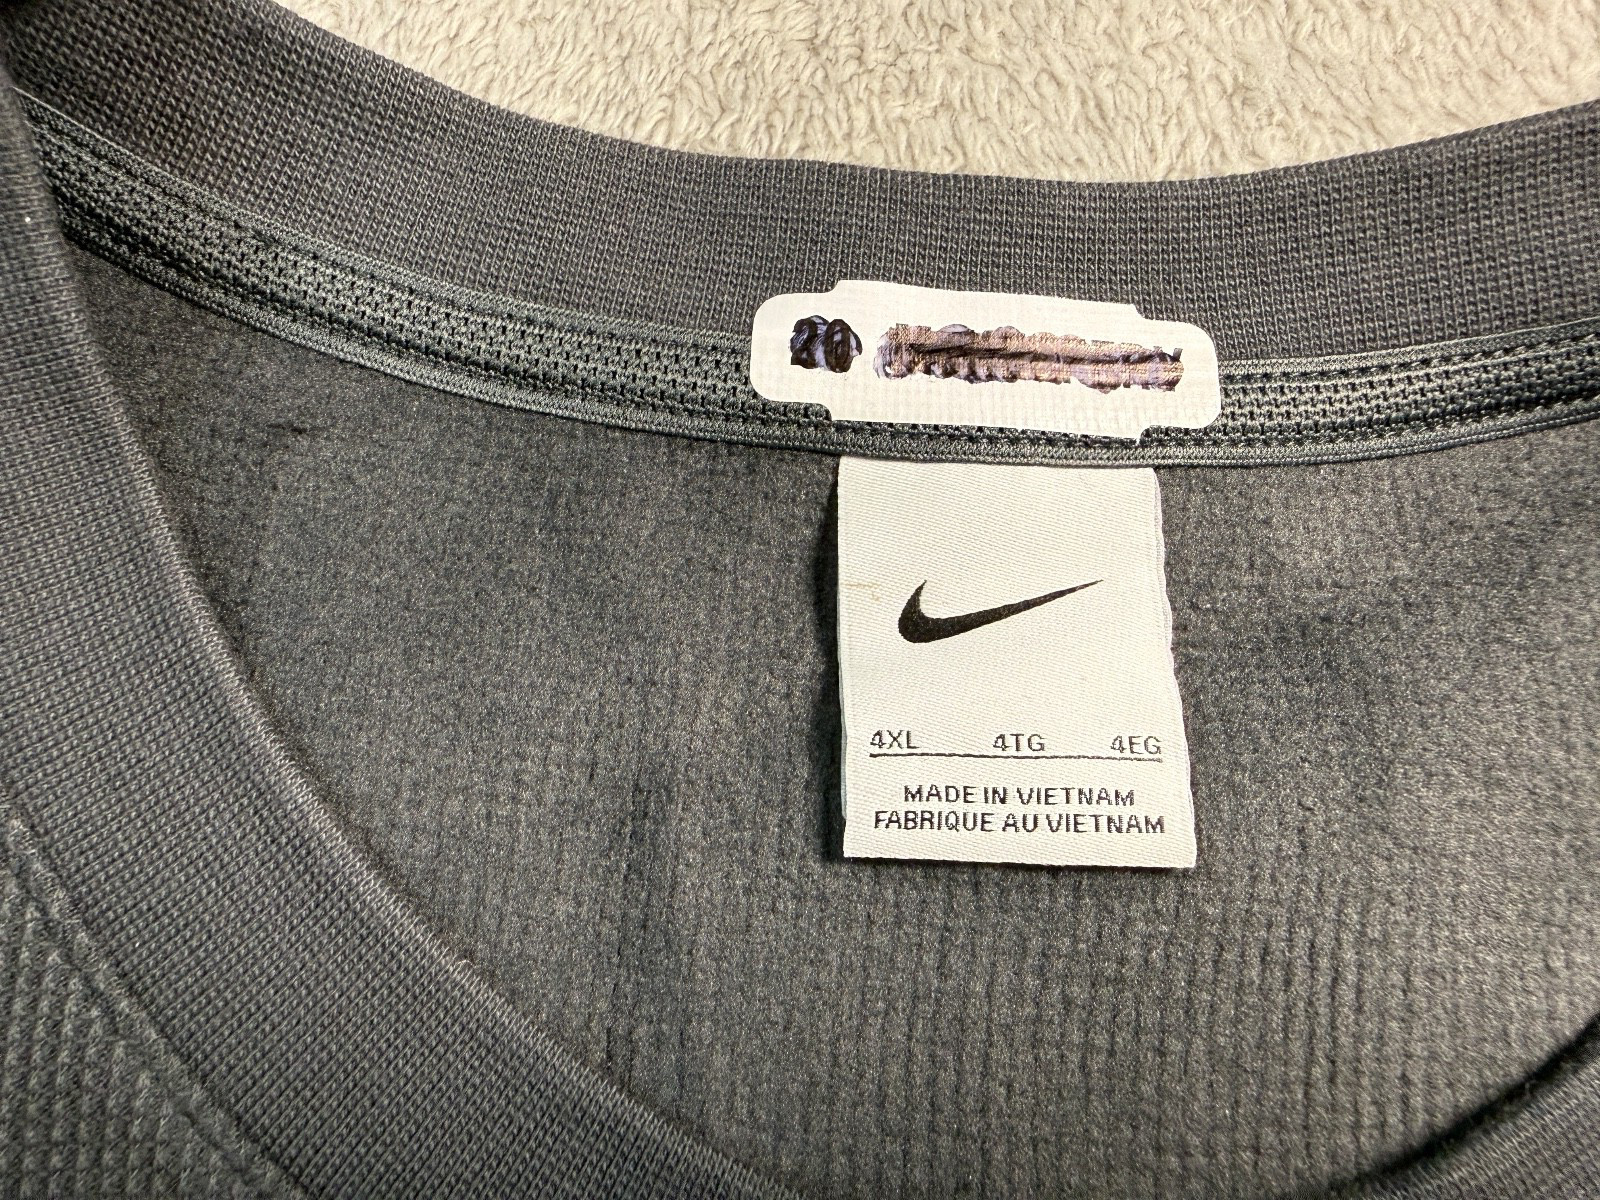 20
4XL 4TG 4EG
MADE IN VIETNAM
FABRIQUE AU VIETNAM